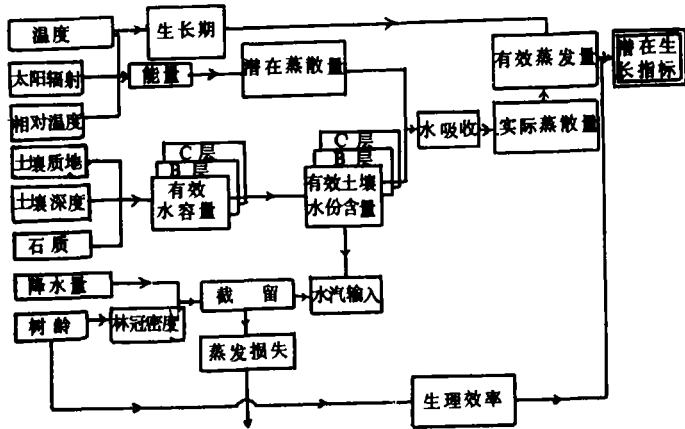 温度
太阳辐射
相对温度
土壤质地
土壤深度
石质
降水量
树龄
生长期
能量
潜在蒸散量
C层
B层
有效
水容量
C层
B层
有效土壤
水份含量
水吸收
有效蒸发量
实际蒸散量
潜在生
长指标
林冠密度
截留
水汽输入
蒸发损失
生理效率